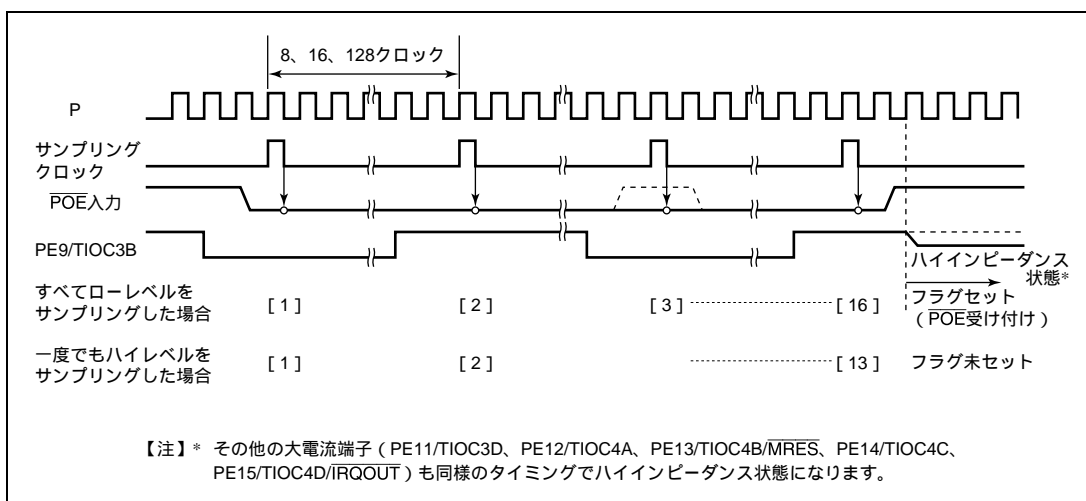 8、16、128クロック
P
サンプリング
クロック
POE入力
PE9/TIOC3B
ハイインピーダンス
状態*
すべてローレベルを
サンプリングした場合
[ 1 ] [ 2 ] [ 3 ] [ 16 ]
フラグセット
( POE受け付け )
一度でもハイレベルを
サンプリングした場合
[ 1 ] [ 2 ] [ 13 ] フラグ未セット
【注】* その他の大電流端子 ( PE11/TIOC3D、PE12/TIOC4A、PE13/TIOC4B/MRES、PE14/TIOC4C、
PE15/TIOC4D/IRQOUT ) も同様のタイミングでハイインピーダンス状態になります。